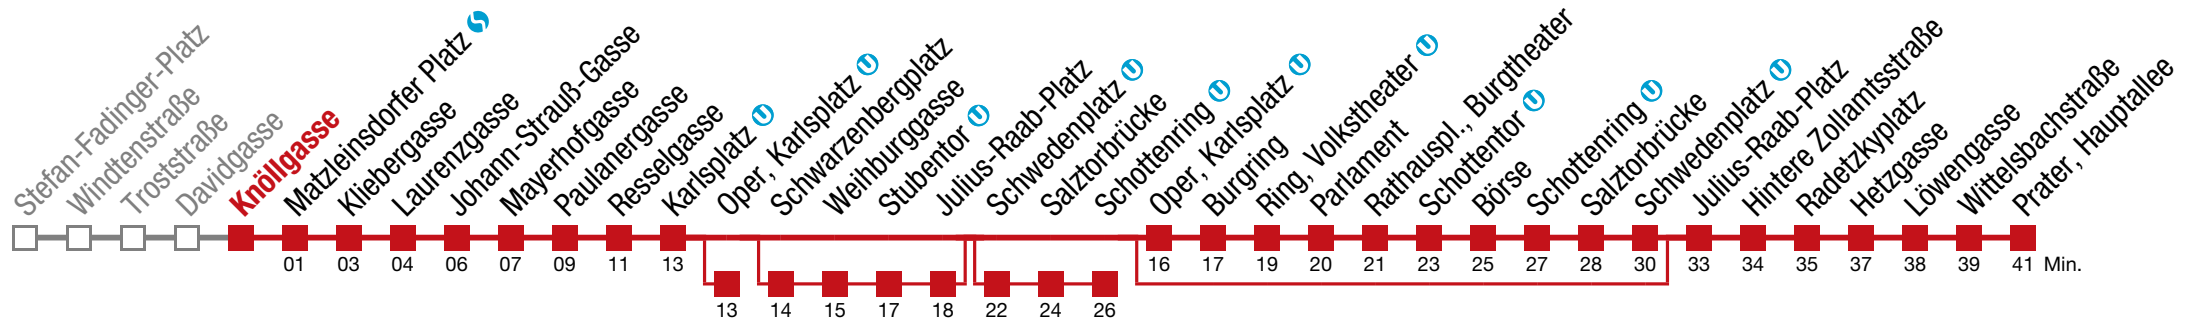 Stefan-Fadinger-Platz
Windtenstraße
Troststraße
Davidgasse
Knöllgasse
Matzleinsdorfer Platz
Kliebergasse
Laurenzgasse
Johann-Strauß-Gasse
Mayerhofgasse
Paulanergasse
Resselgasse
Karlsplatz U
Oper, Karlsplatz U
Schwarzenbergplatz
Weihburggasse
Stubentor U
Julius-Raab-Platz
Schwedenplatz U
Salztorbrücke
Schottenring U
Oper, Karlsplatz U
Burgring
Ring, Volkstheater U
Parlament
Rathauspl., Burgtheater
Schottentor U
Börse
Schottenring U
Salztorbrücke
Schwedenplatz U
Julius-Raab-Platz
Hintere Zollamtsstraße
Radetzkyplatz
Hetzgasse
Löwengasse
Wittelsbachstraße
Prater, Hauptallee
01 03 04 06 07 09 11 13 16 17 19 20 21 23 25 27 28 30 33 34 35 37 38 39 41 Min.
13 14 15 17 18 22 24 26